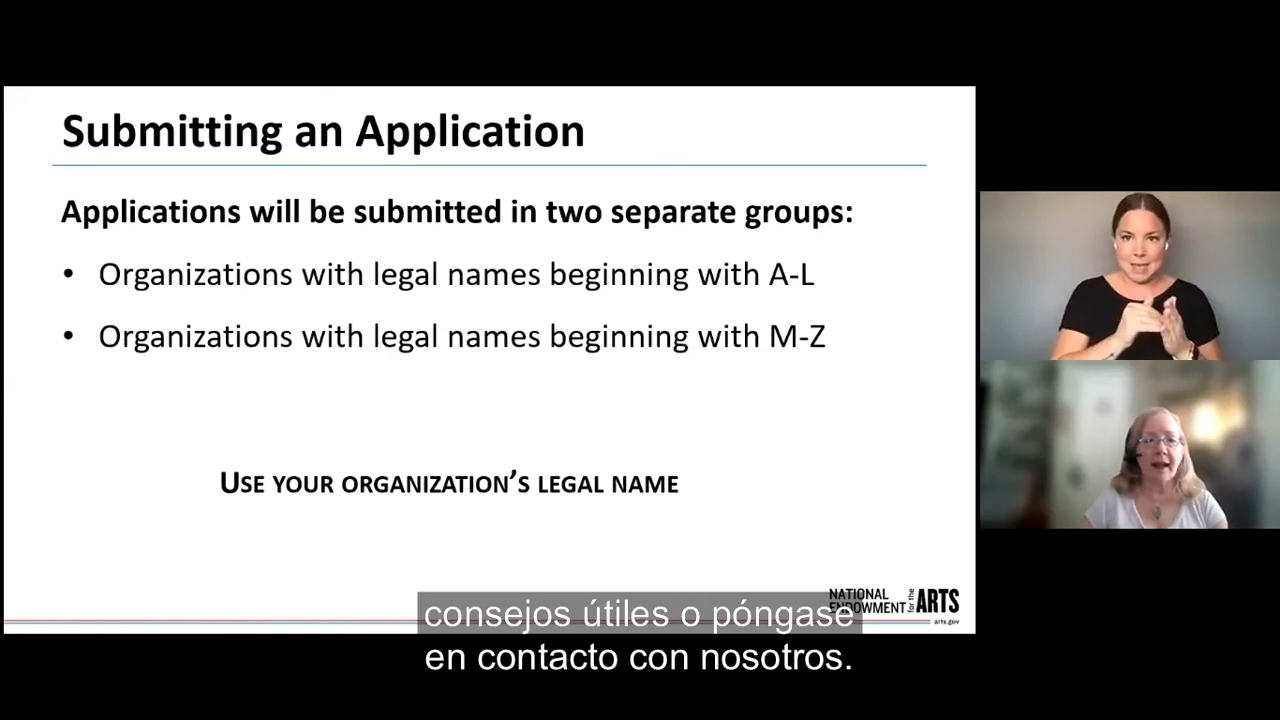 Submitting an Application
Applications will be submitted in two separate groups:
• Organizations with legal names beginning with A-L
• Organizations with legal names beginning with M-Z
USE YOUR ORGANIZATION'S LEGAL NAME
NATIONAL ENDOWMENT for the ARTS
arts.gov
consejos útiles o póngase
en contacto con nosotros.